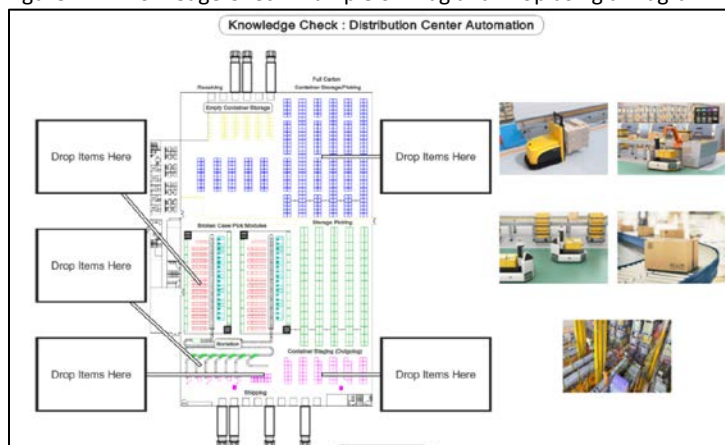 Knowledge Check : Distribution Center Automation
Receiving
Full Carton
Container Storage/Picking
Empty Container Storage
Drop Items Here
Drop Items Here
Broken Case Pick Modules
Storage Picking
Drop Items Here
Sortation
Container Staging (Outgoing)
Drop Items Here
Drop Items Here
Shipping